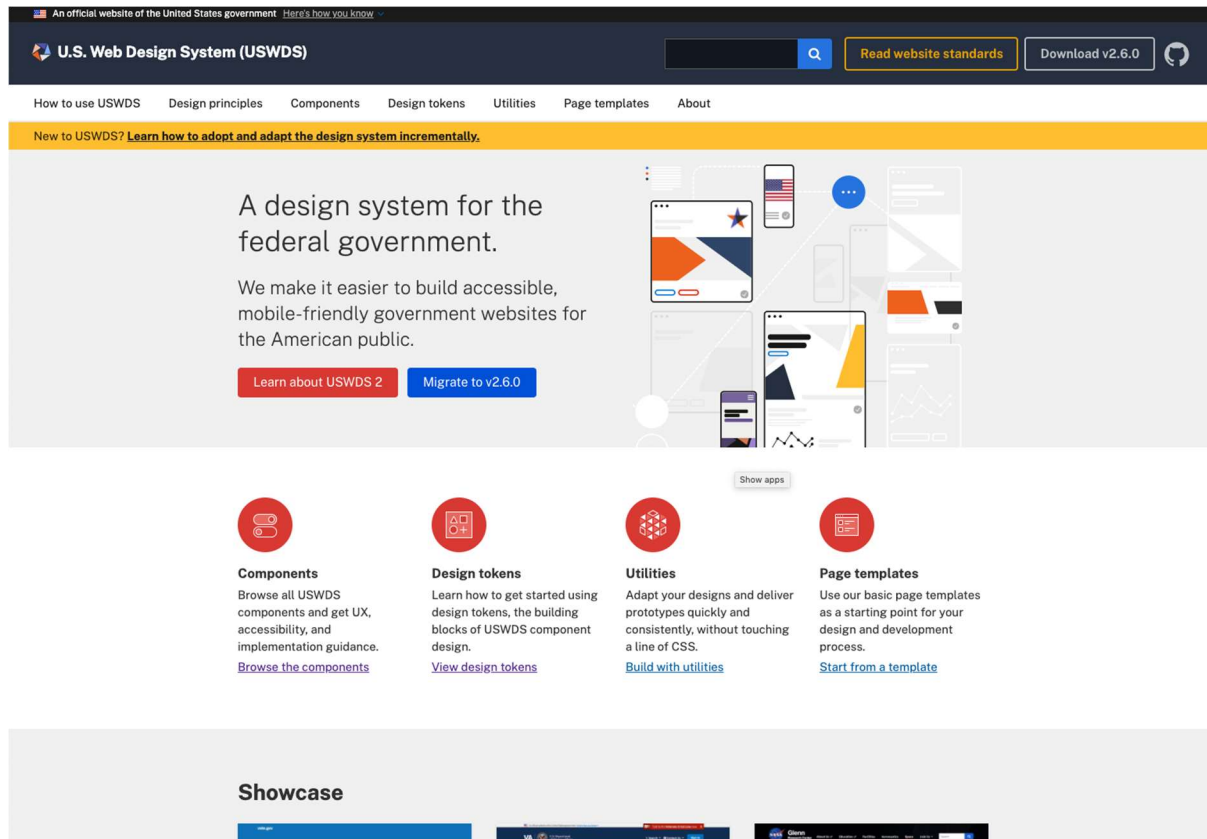 An official website of the United States government Here's how you know
U.S. Web Design System (USWDS)
Read website standards
Download v2.6.0
How to use USWDS Design principles Components Design tokens Utilities Page templates About
New to USWDS? Learn how to adopt and adapt the design system incrementally.
A design system for the
federal government.
We make it easier to build accessible,
mobile-friendly government websites for
the American public.
Learn about USWDS 2
Migrate to v2.6.0
Show apps
Components
Browse all USWDS
components and get UX,
accessibility, and
implementation guidance.
Browse the components
Design tokens
Learn how to get started using
design tokens, the building
blocks of USWDS component
design.
View design tokens
Utilities
Adapt your designs and deliver
prototypes quickly and
consistently, without touching
a line of CSS.
Build with utilities
Page templates
Use our basic page templates
as a starting point for your
design and development
process.
Start from a template
Showcase
VA
Glenn